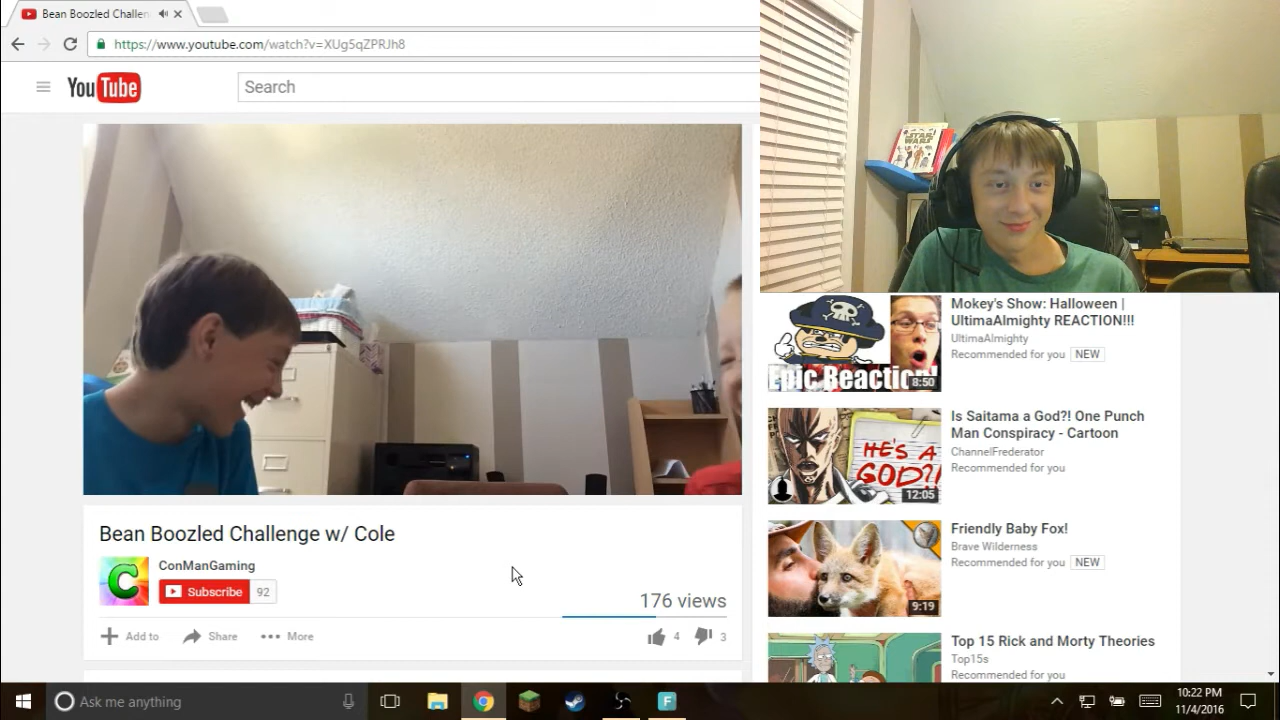 Bean Boozled Challen
https://www.youtube.com/watch?v=XUg5qZPRJh8
YouTube
Search
STAR WARS
Mokey's Show: Halloween |
UltimaAlmighty REACTION!!!
UltimaAlmighty
Recommended for you NEW
Epic Reaction!
8:50
Is Saitama a God?! One Punch
Man Conspiracy - Cartoon
ChannelFrederator
Recommended for you
HE'S A
GOD?!
12:05
Bean Boozled Challenge w/ Cole
Friendly Baby Fox!
Brave Wilderness
Recommended for you NEW
9:19
C
ConManGaming
Subscribe 92
176 views
Add to Share More 4 3
Top 15 Rick and Morty Theories
Top15s
Recommended for you
Ask me anything
F
10:22 PM
11/4/2016